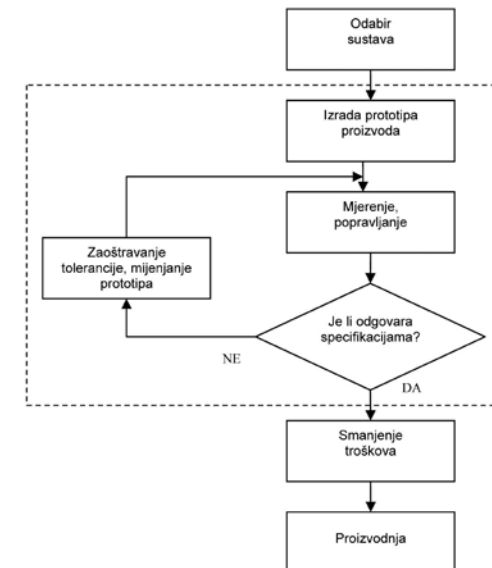 Odabir
sustava
Izrada prototipa
proizvoda
Mjerenje,
popravljanje
Zaoštravanje
tolerancije, mijenjanje
prototipa
Je li odgovara
specifikacijama?
NE
DA
Smanjenje
troškova
Proizvodnja